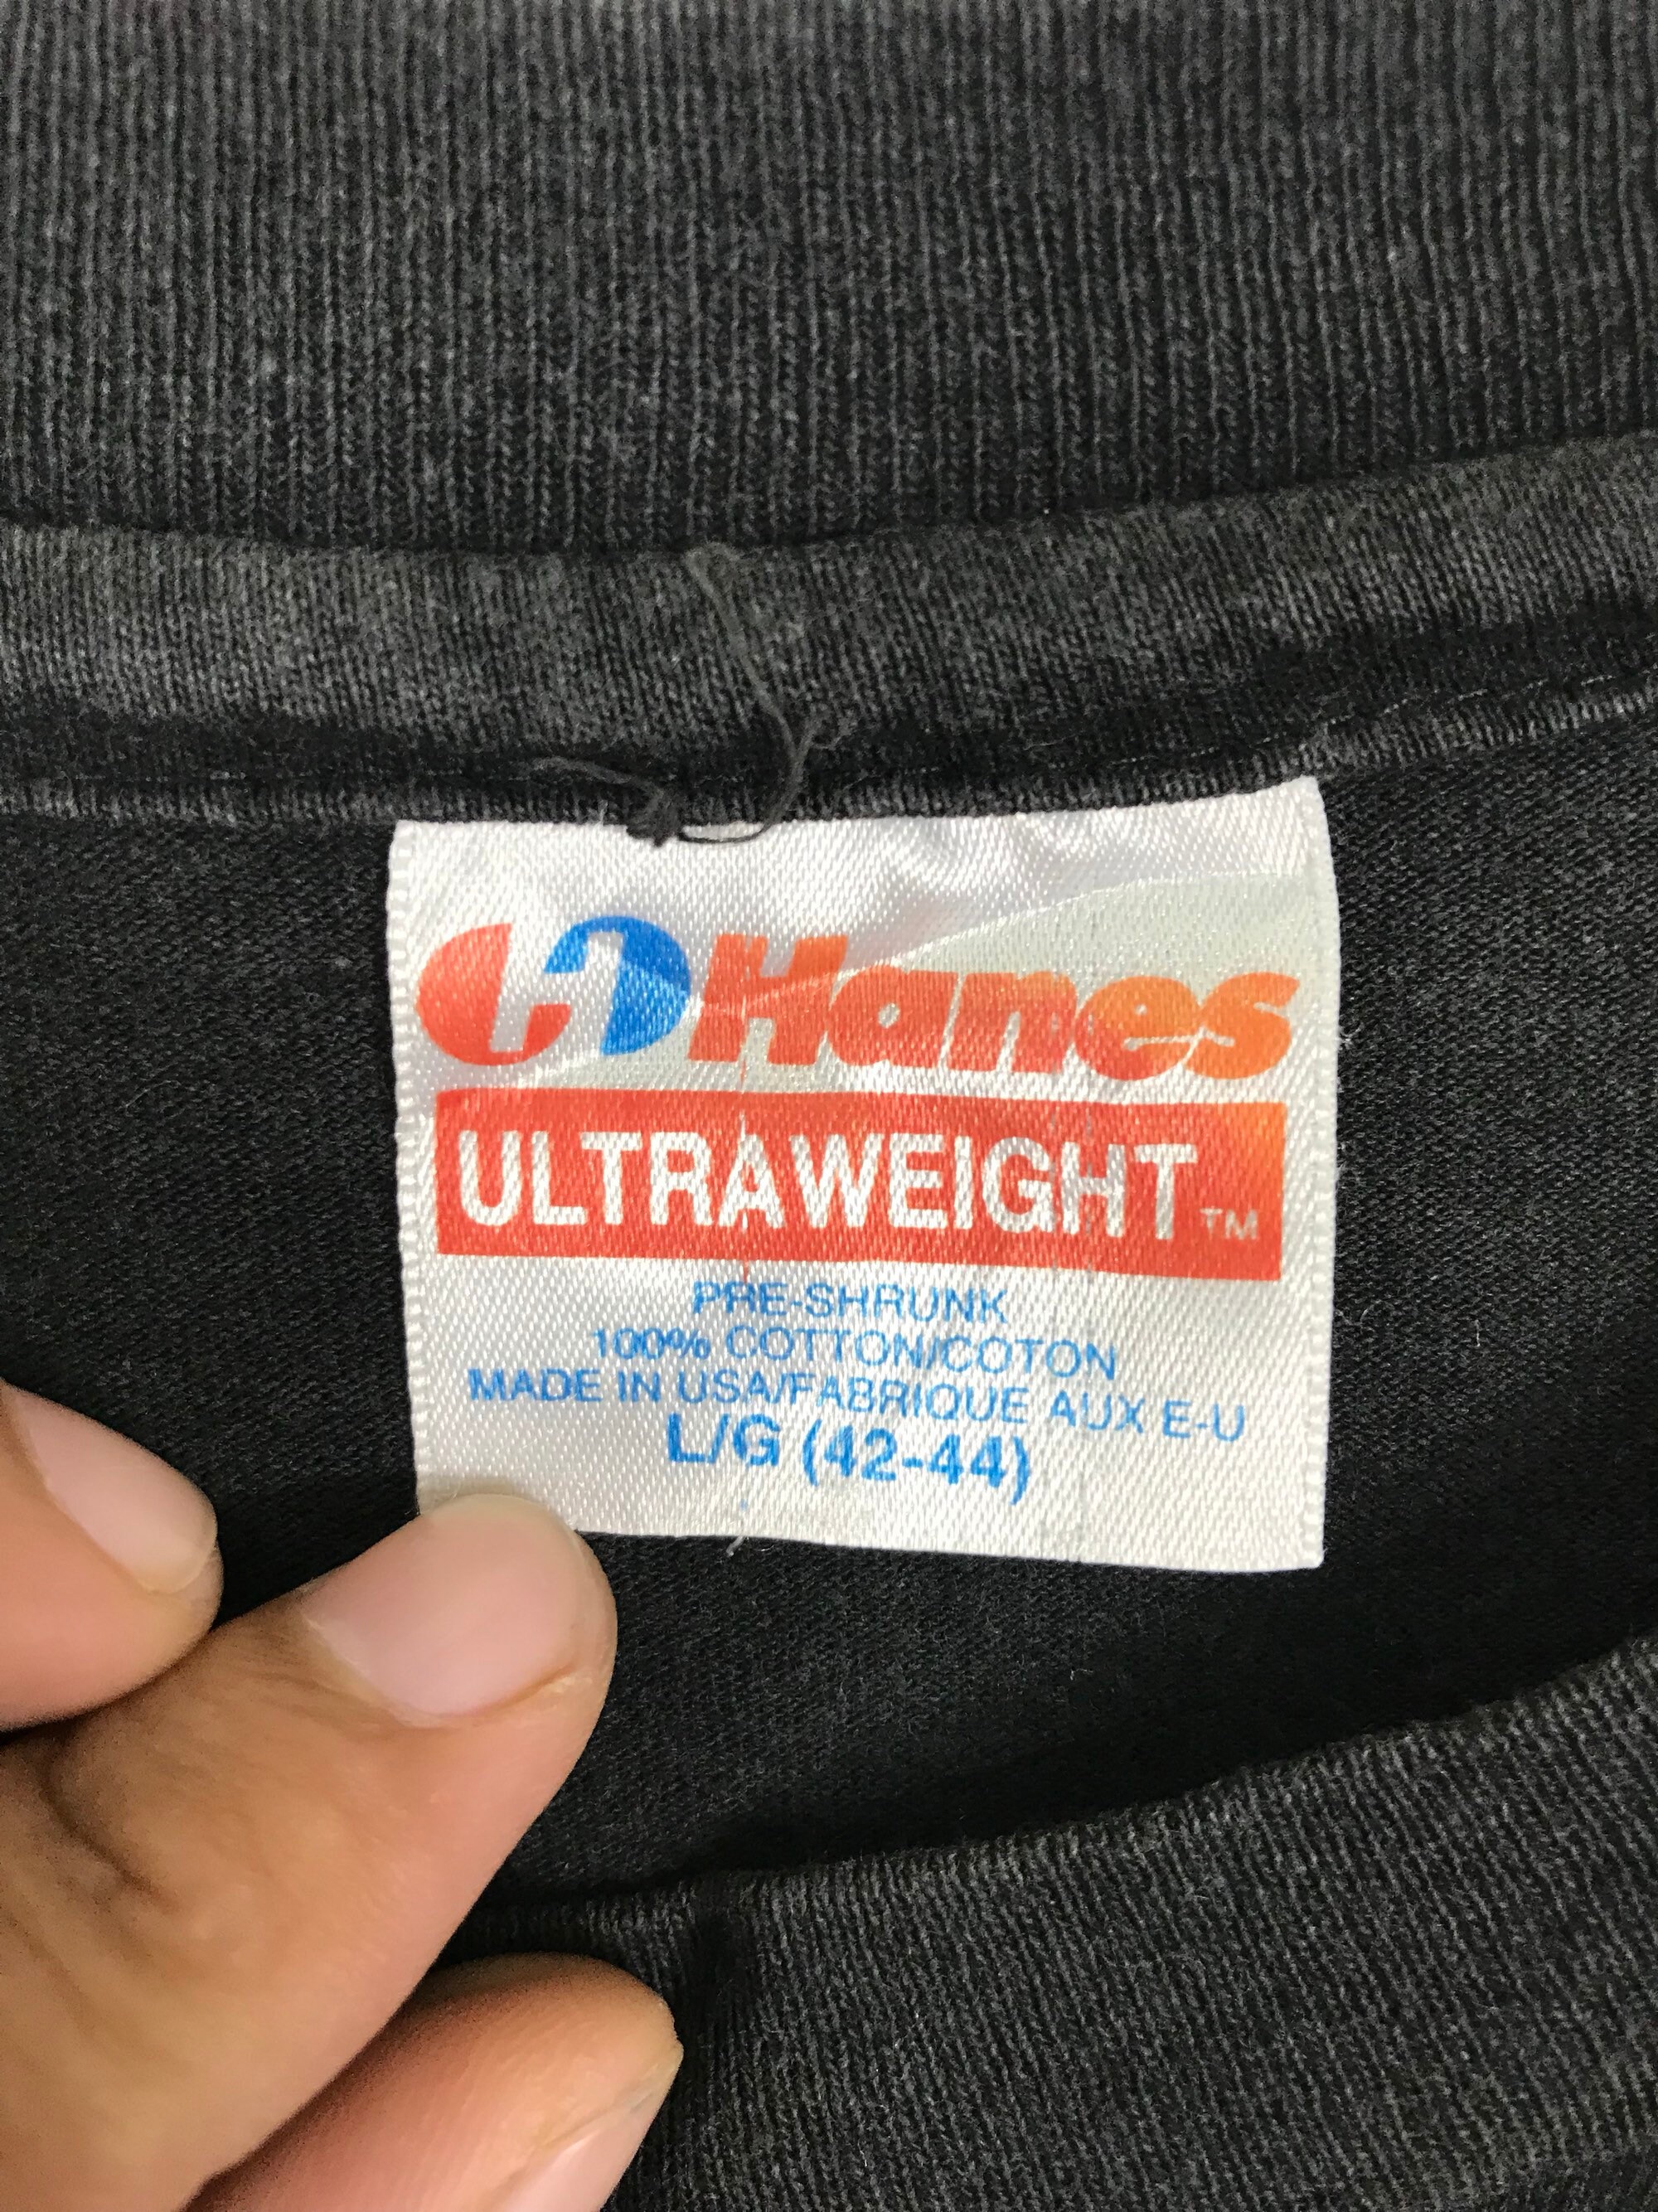 Hanes
ULTRAWEIGHT™
PRE-SHRUNK
100% COTTON/COTON
MADE IN USA/FABRIQUE AUX E-U
L/G (42-44)